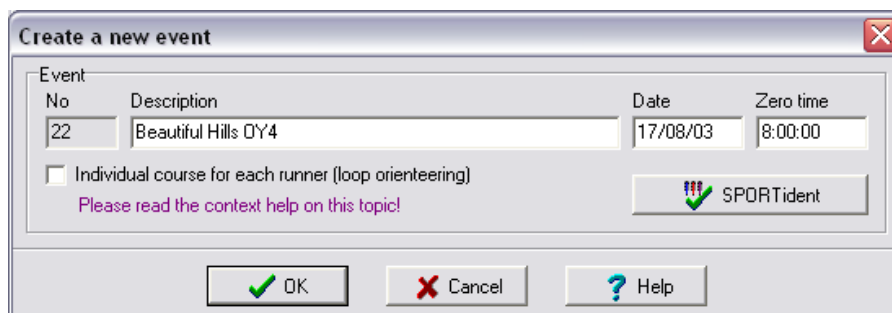 Create a new event
Event
No Description Date Zero time
22 Beautiful Hills OY4 17/08/03 8:00:00
Individual course for each runner (loop orienteering)
Please read the context help on this topic!
SPORTident
OK Cancel Help